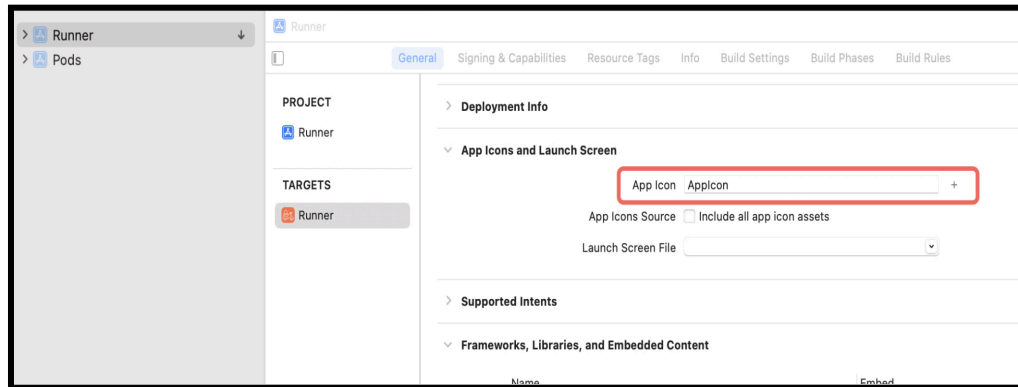 Runner
Pods
Runner
General Signing & Capabilities Resource Tags Info Build Settings Build Phases Build Rules
PROJECT
Runner
TARGETS
Runner
Deployment Info
App Icons and Launch Screen
App Icon AppIcon +
App Icons Source Include all app icon assets
Launch Screen File
Supported Intents
Frameworks, Libraries, and Embedded Content
Name Embed